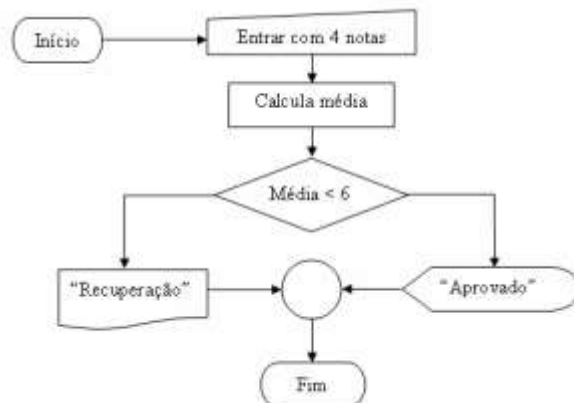 Início
Entrar com 4 notas
Calcula média
Média < 6
“Recuperação”
“Aprovado”
Fim